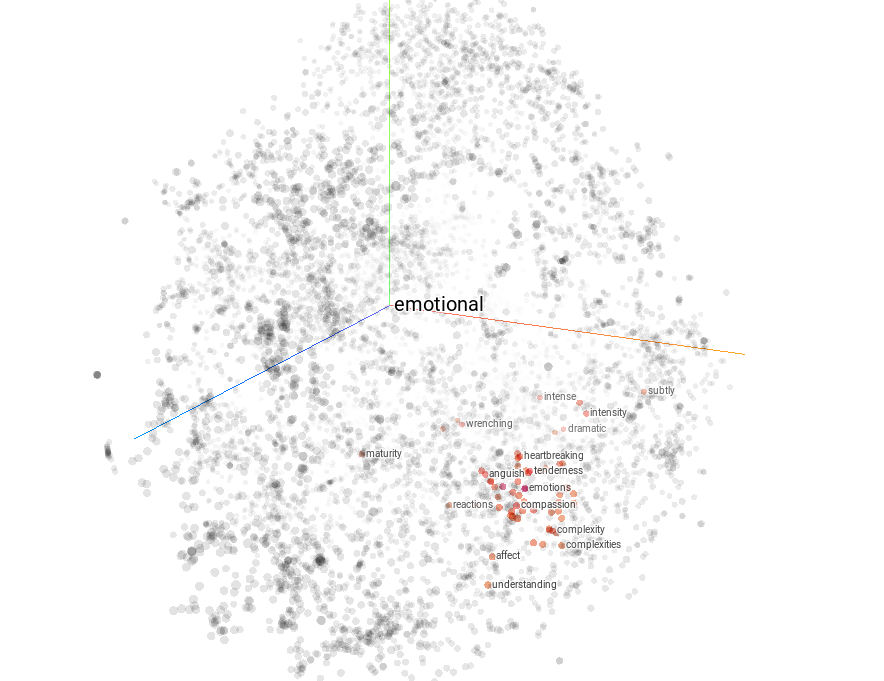 emotional
subtly
intense
intensity
wrenching
dramatic
maturity
heartbreaking
anguish
tenderness
emotions
reactions
compassion
complexity
complexities
affect
understanding